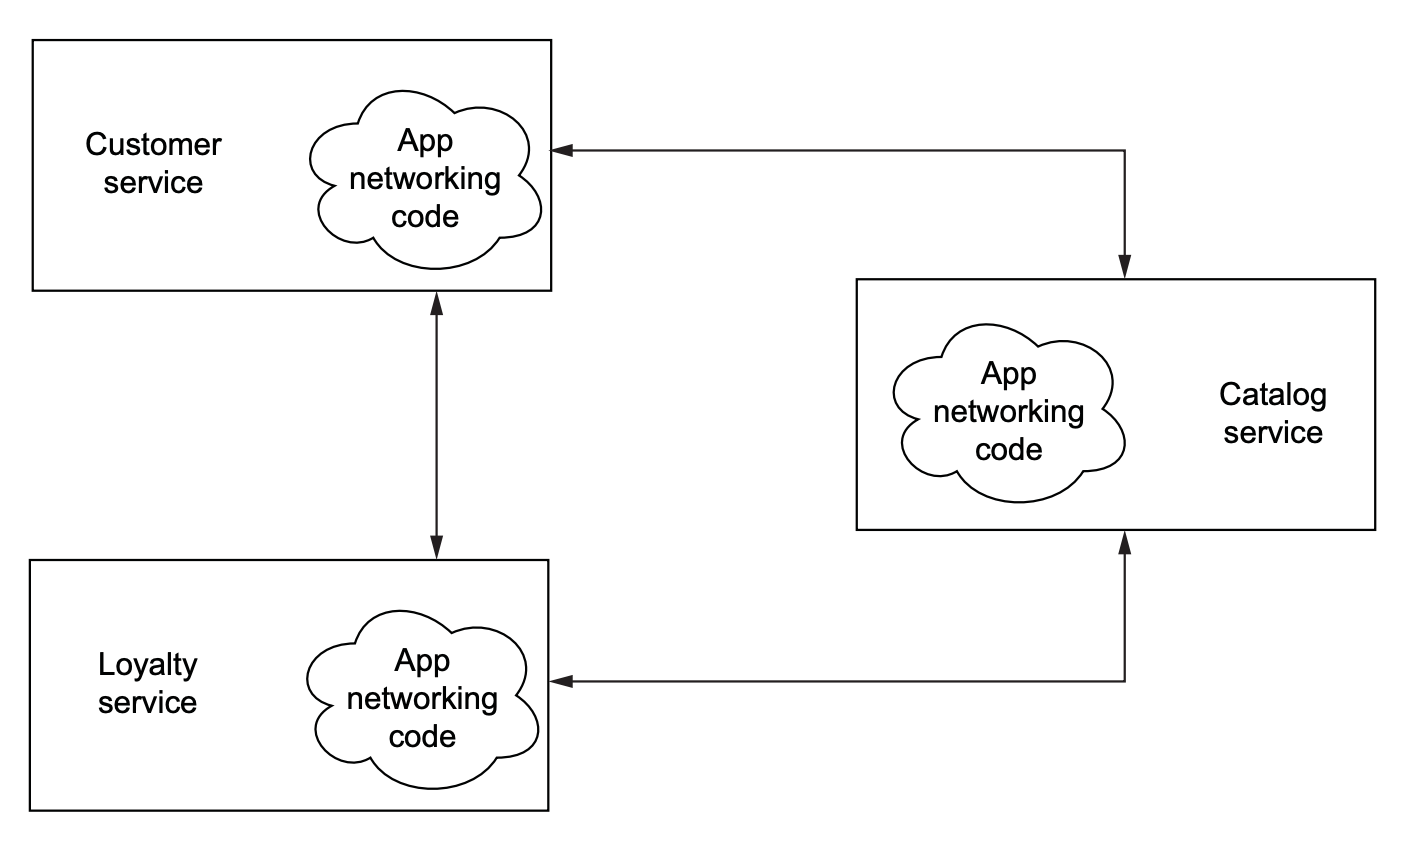 Customer
service
App
networking
code
App
networking
code
Catalog
service
Loyalty
service
App
networking
code